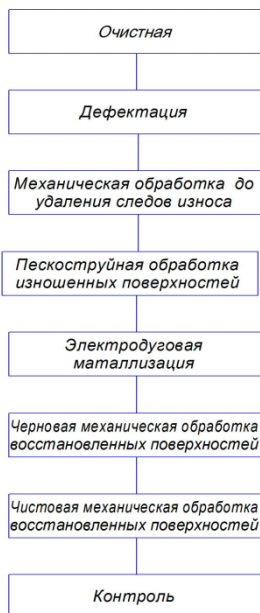 Очистная
Дефектация
Механическая обработка до
удаления следов износа
Пескоструйная обработка
изношенных поверхностей
Электродуговая
маталлизация
Черновая механическая обработка
восстановленных поверхностей
Чистовая механическая обработка
восстановленных поверхностей
Контроль